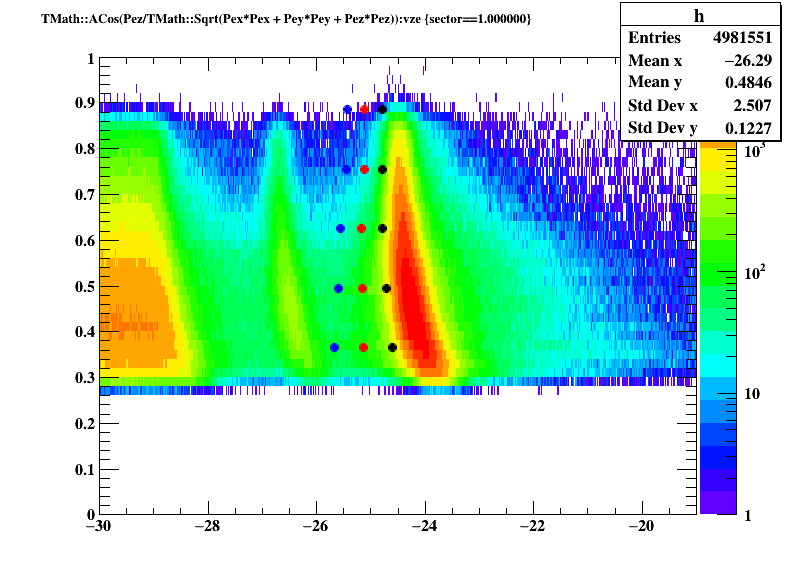 TMath::ACos(Pez/TMath::Sqrt(Pex*Pex + Pey*Pey + Pez*Pez)):vze {sector==1.000000}
h
Entries 4981551
Mean x −26.29
Mean y 0.4846
Std Dev x 2.507
Std Dev y 0.1227
1
0.9
0.8
0.7
0.6
0.5
0.4
0.3
0.2
0.1
0
−30 −28 −26 −24 −22 −20
10³
10²
10
1